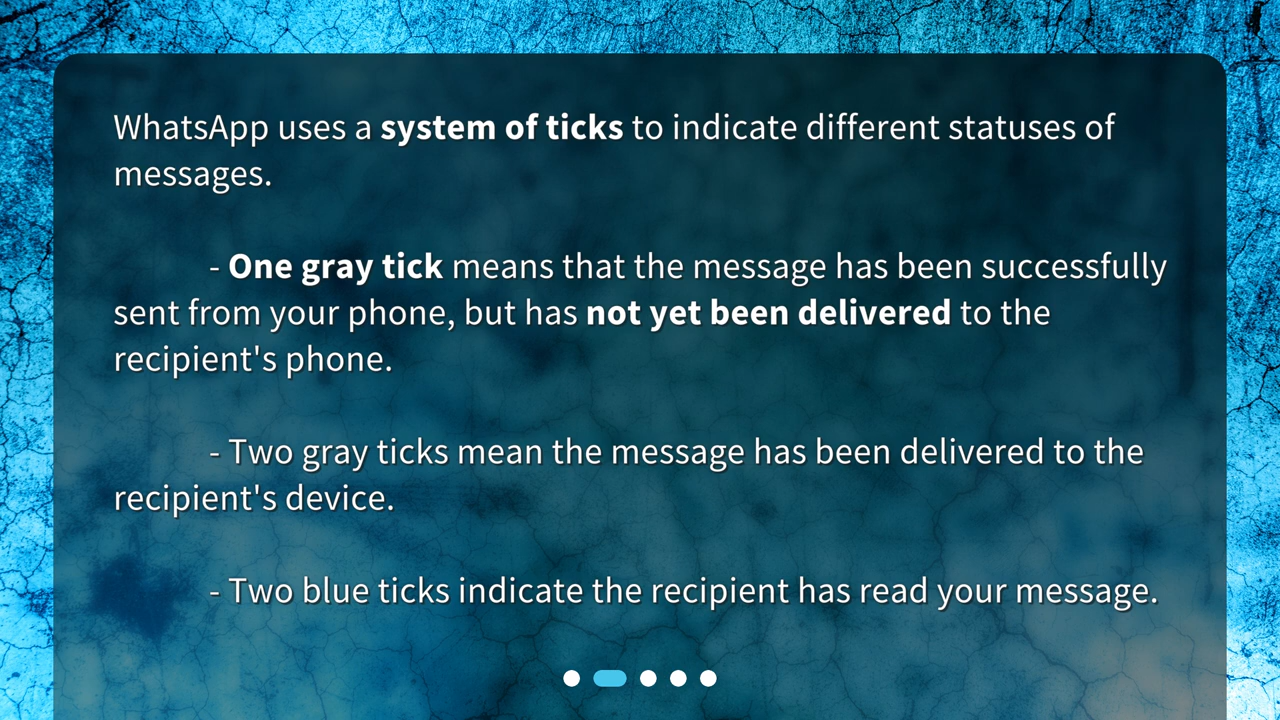 WhatsApp uses a system of ticks to indicate different statuses of
messages.
- One gray tick means that the message has been successfully
sent from your phone, but has not yet been delivered to the
recipient's phone.
- Two gray ticks mean the message has been delivered to the
recipient's device.
- Two blue ticks indicate the recipient has read your message.